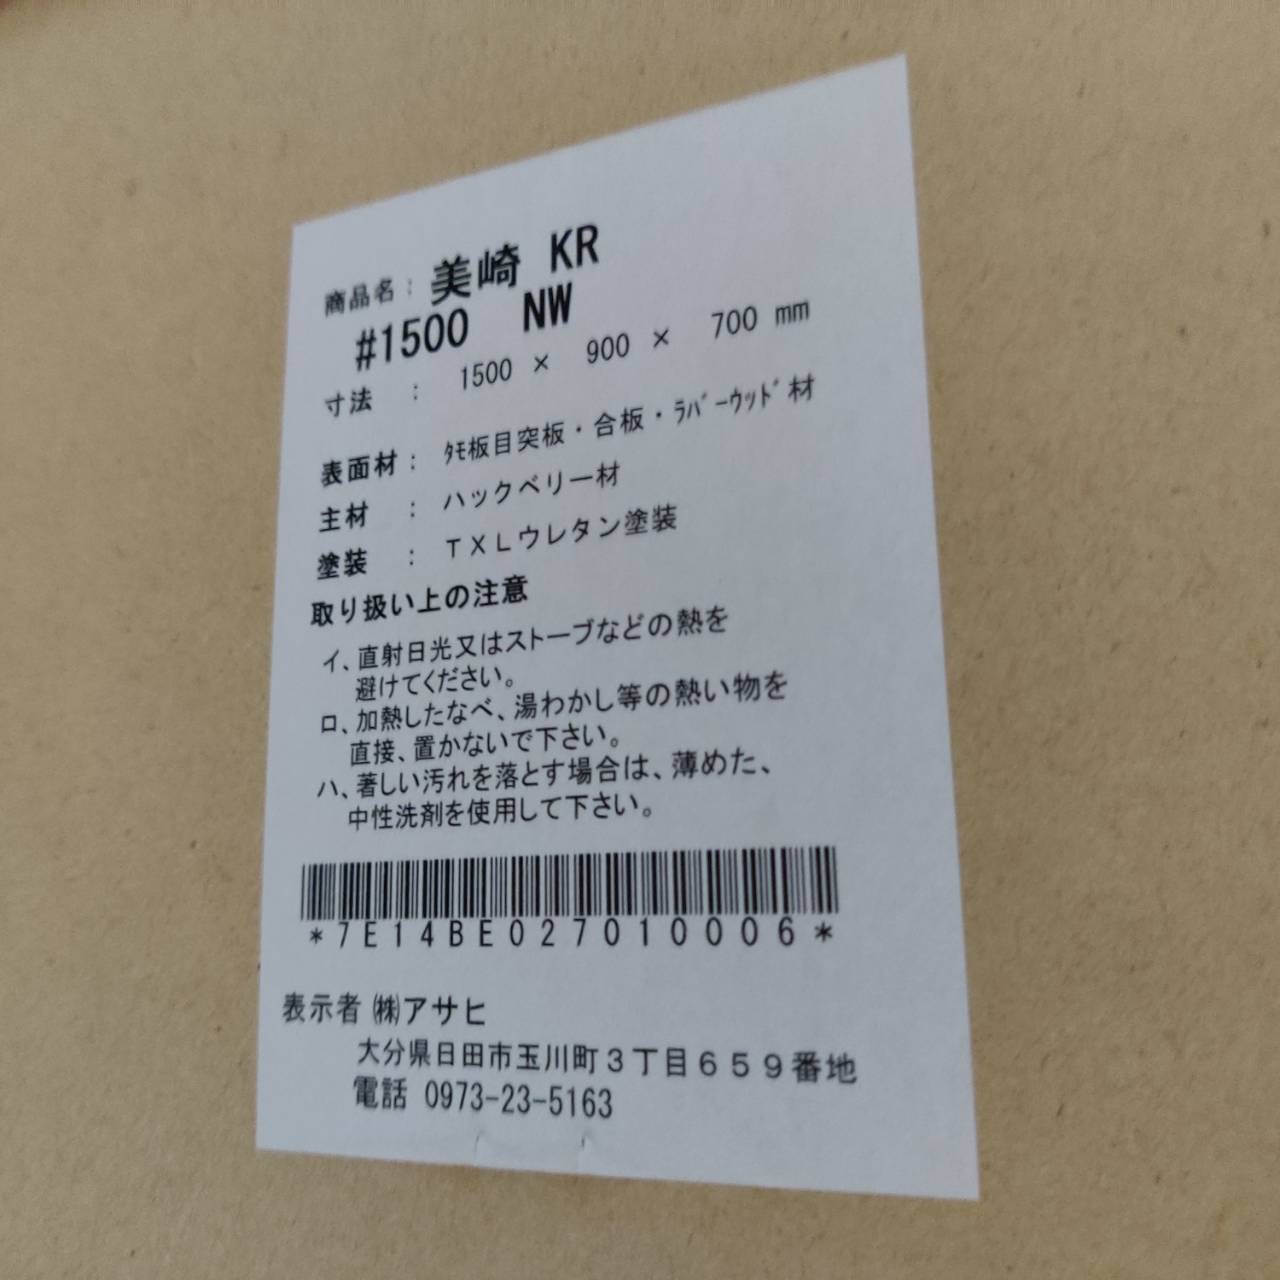 商品名： 美崎 KR
#1500 NW
寸法 ： 1500 × 900 × 700 mm
表面材： ﾀﾓ板目突板・合板・ﾗﾊﾞｰｳｯﾄﾞ材
主材 ： ハックベリー材
塗装 ： ＴＸＬウレタン塗装
取り扱い上の注意
イ、直射日光又はストーブなどの熱を
避けてください。
ロ、加熱したなべ、湯わかし等の熱い物を
直接、置かないで下さい。
ハ、著しい汚れを落とす場合は、薄めた、
中性洗剤を使用して下さい。
*7E14BE027010006*
表示者 ㈱アサヒ
大分県日田市玉川町３丁目６５９番地
電話 0973-23-5163